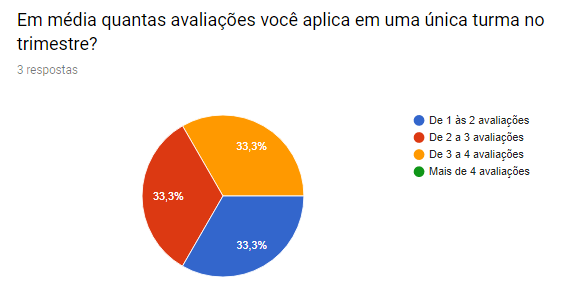 Em média quantas avaliações você aplica em uma única turma no
trimestre?
3 respostas
33,3%
33,3%
33,3%
De 1 às 2 avaliações
De 2 a 3 avaliações
De 3 a 4 avaliações
Mais de 4 avaliações